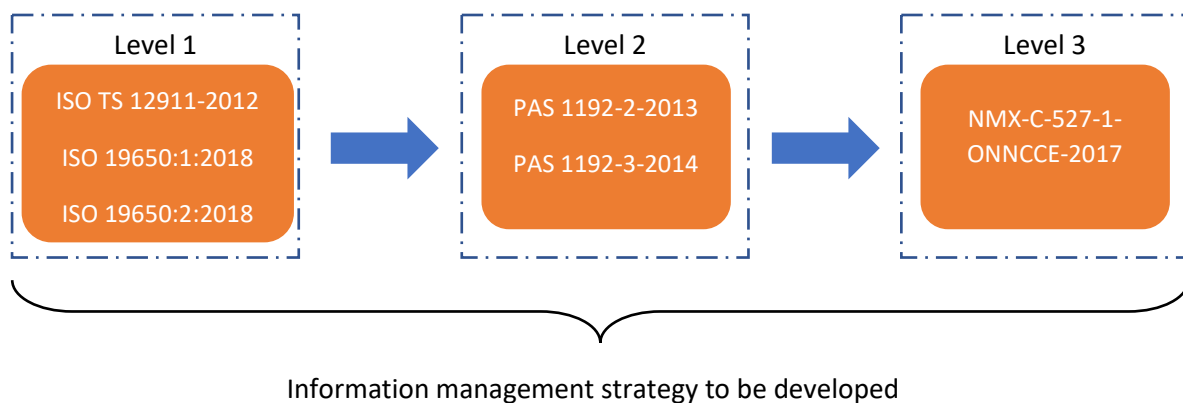 Level 1
ISO TS 12911-2012
ISO 19650:1:2018
ISO 19650:2:2018
Level 2
PAS 1192-2-2013
PAS 1192-3-2014
Level 3
NMX-C-527-1-
ONNCCE-2017
Information management strategy to be developed